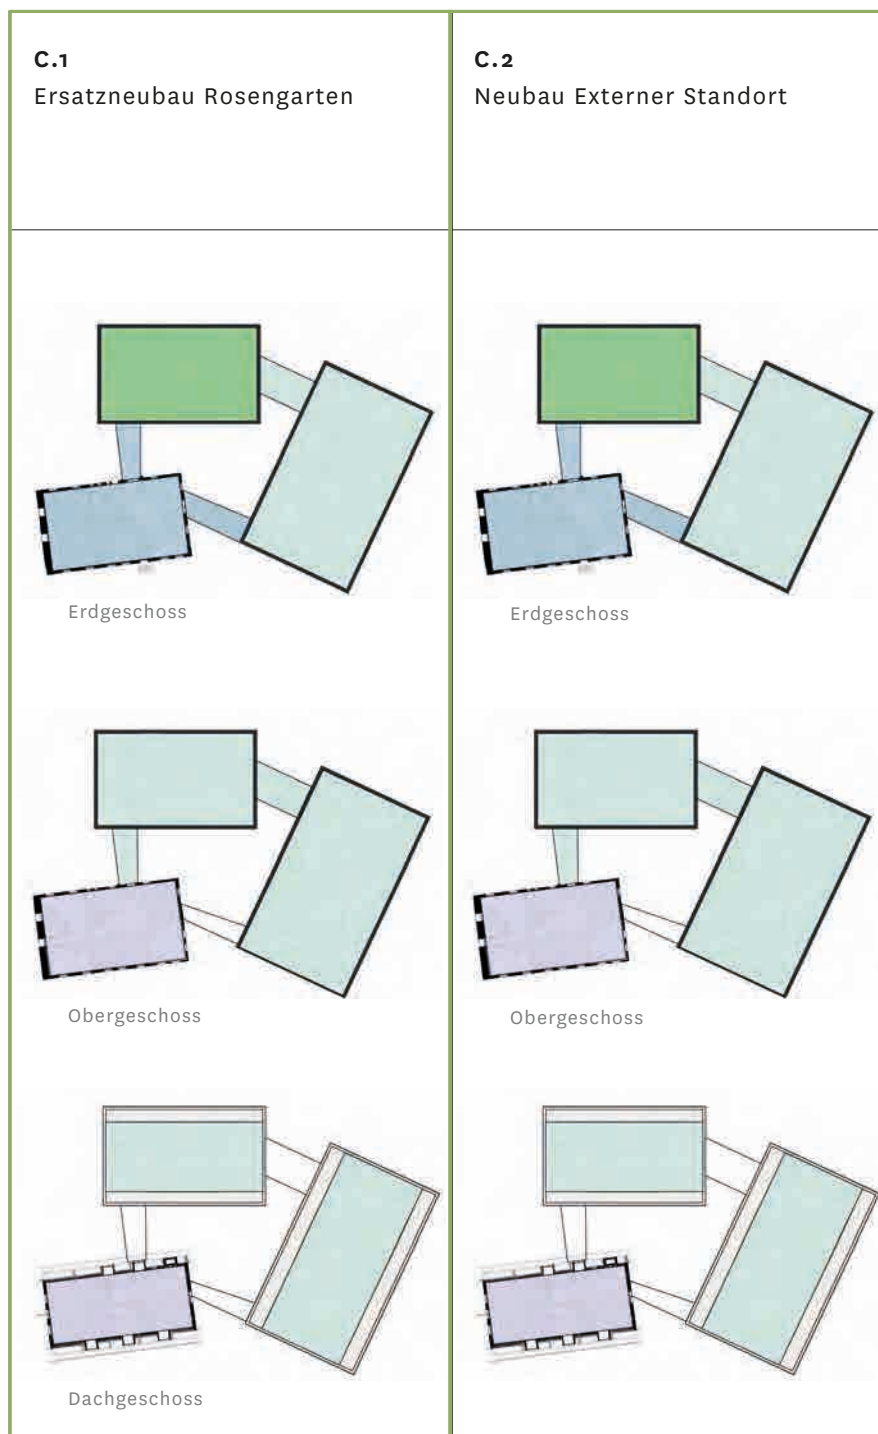 C.1
Ersatzneubau Rosengarten
C.2
Neubau Externer Standort
Erdgeschoss
Erdgeschoss
Obergeschoss
Obergeschoss
Dachgeschoss